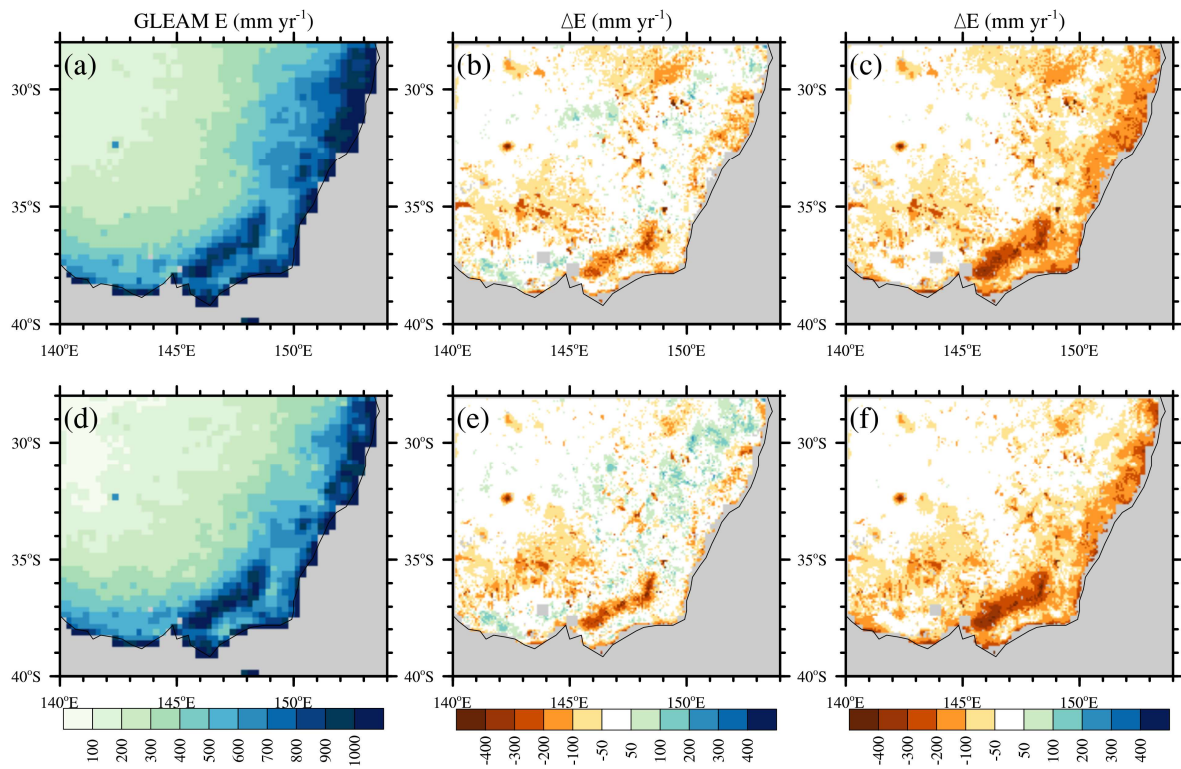 GLEAM E (mm yr-1) ΔE (mm yr-1) ΔE (mm yr-1)
(a) (b) (c)
30°S 30°S 30°S
35°S 35°S 35°S
40°S 40°S 40°S
140°E 145°E 150°E 140°E 145°E 150°E 140°E 145°E 150°E
(d) (e) (f)
30°S 30°S 30°S
35°S 35°S 35°S
40°S 40°S 40°S
140°E 145°E 150°E 140°E 145°E 150°E 140°E 145°E 150°E
100 200 300 400 500 600 700 800 900 1000 -400 -300 -200 -100 -50 50 100 200 300 400 -400 -300 -200 -100 -50 50 100 200 300 400